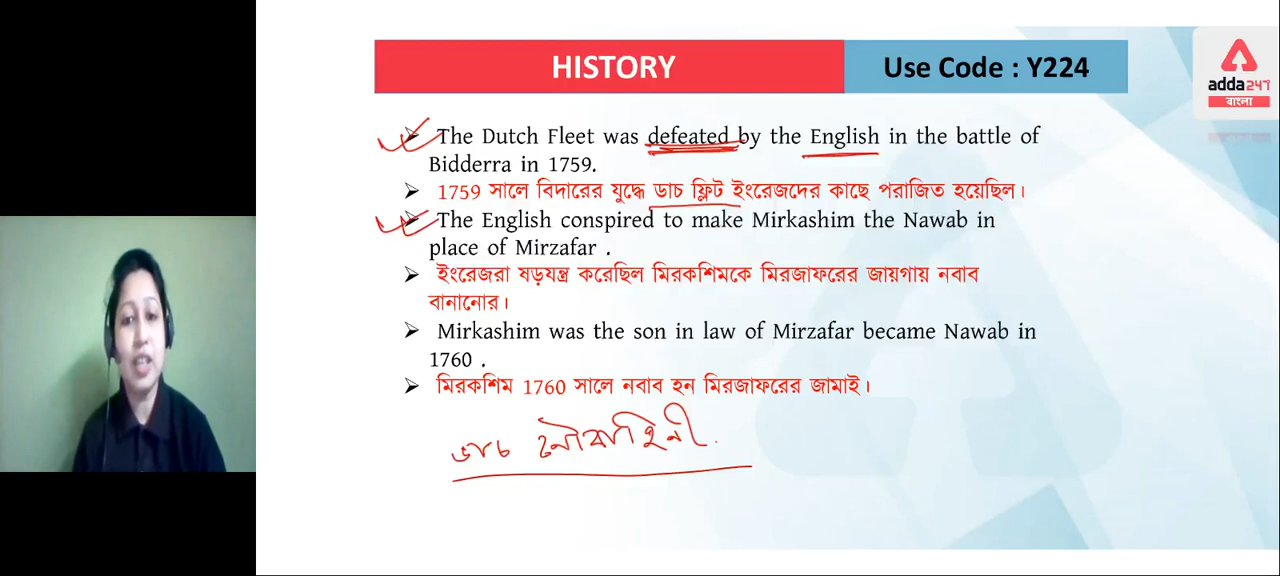 HISTORY
Use Code : Y224
adda247
বাংলা
The Dutch Fleet was defeated by the English in the battle of
Bidderra in 1759.
1759 সালে বিদারের যুদ্ধে ডাচ ফ্লিট ইংরেজদের কাছে পরাজিত হয়েছিল।
The English conspired to make Mirkashim the Nawab in
place of Mirzafar .
ইংরেজরা ষড়যন্ত্র করেছিল মিরকশিমকে মিরজাফরের জায়গায় নবাব
বানানোর।
Mirkashim was the son in law of Mirzafar became Nawab in
1760 .
মিরকশিম 1760 সালে নবাব হন মিরজাফরের জামাই।
ডাচ নৌবাহিনী.